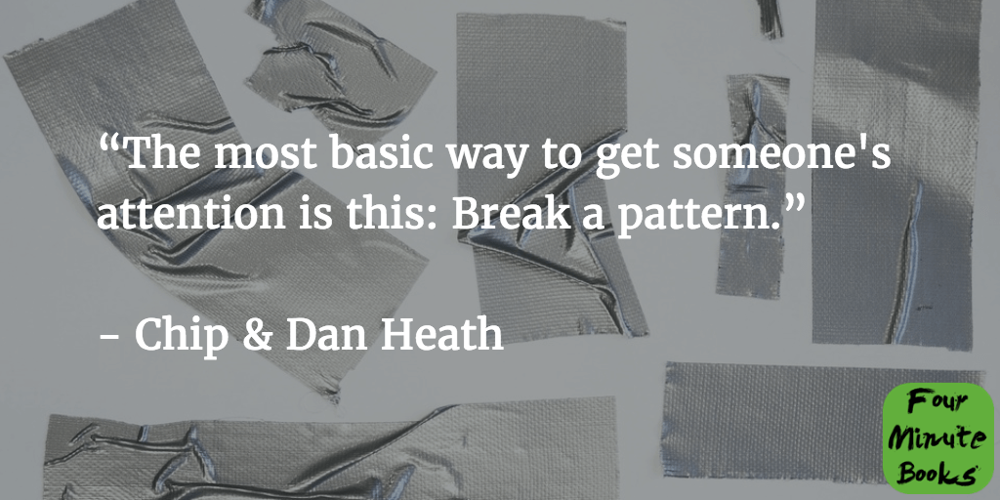 “The most basic way to get someone's
attention is this: Break a pattern.”
– Chip & Dan Heath
Four
Minute
Books